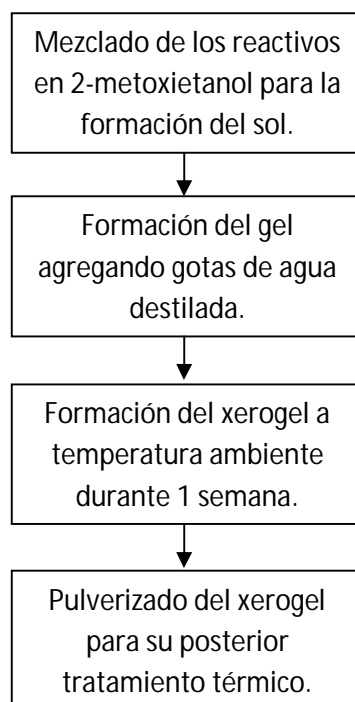 Mezclado de los reactivos
en 2-metoxietanol para la
formación del sol.
Formación del gel
agregando gotas de agua
destilada.
Formación del xerogel a
temperatura ambiente
durante 1 semana.
Pulverizado del xerogel
para su posterior
tratamiento térmico.